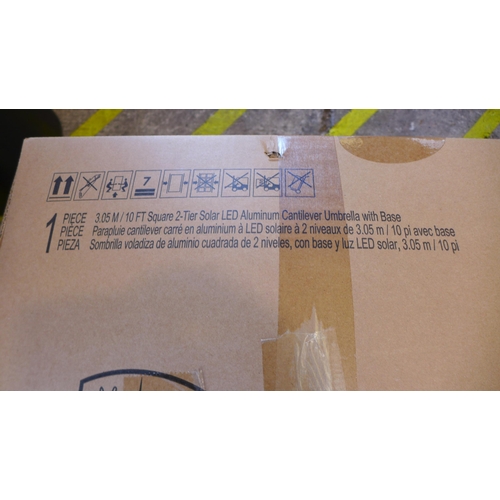 7
1 PIECE 3.05 M / 10 FT Square 2-Tier Solar LED Aluminum Cantilever Umbrella with Base
PIÈCE Parapluie cantilever carré en aluminium à LED solaire à 2 niveaux de 3.05 m / 10 pi avec base
PIEZA Sombrilla voladiza de aluminio cuadrada de 2 niveles, con base y luz LED solar, 3.05 m / 10 pi